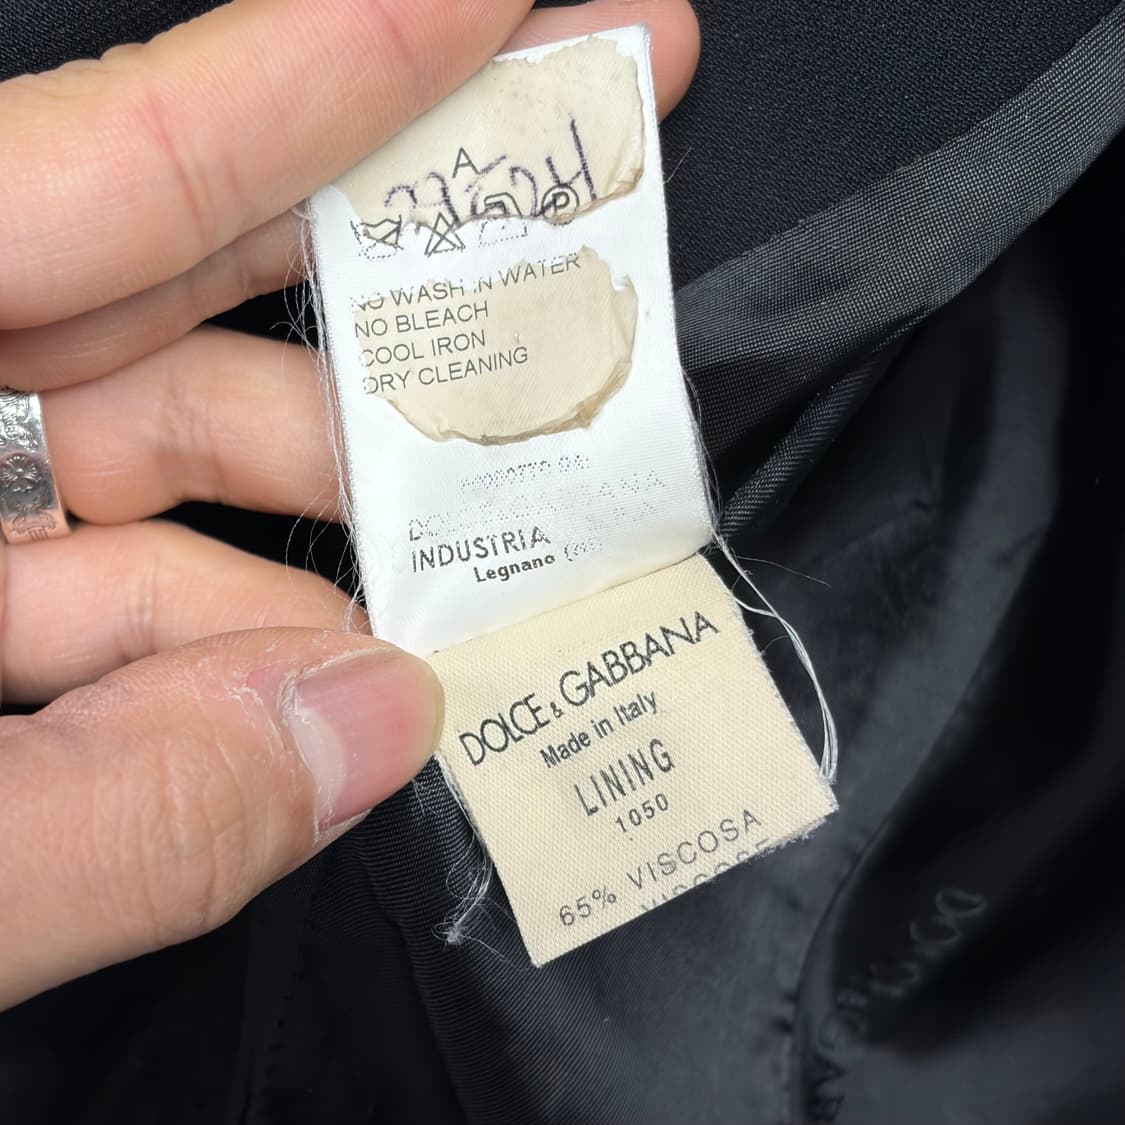 A
P
NO WASH IN WATER
NO BLEACH
COOL IRON
DRY CLEANING
INDUSTRIA
Legnano
DOLCE & GABBANA
Made in Italy
LINING
1050
65% VISCOSA
VISCOSE